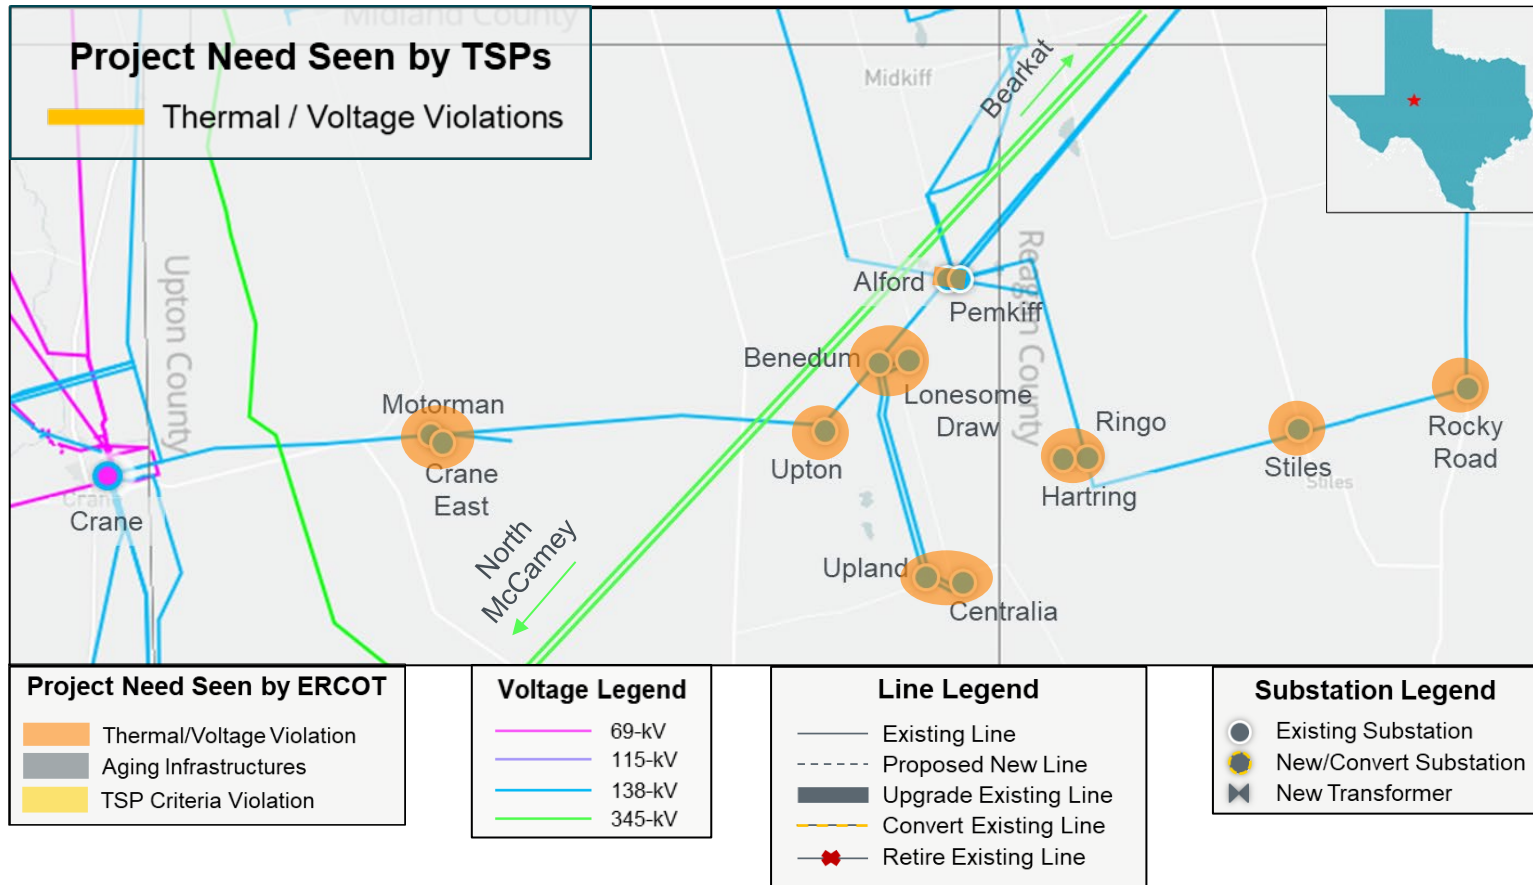 Midland County
Project Need Seen by TSPs
Thermal / Voltage Violations
Midkiff
Bearkat
Upton County
Reagan County
Alford
Pemkiff
Benedum
Lonesome
Draw
Motorman
Crane
East
Upton
Ringo
Hartring
Stiles
Stiles
Rocky
Road
Crane
Crane
North
McCamey
Upland
Centralia
Project Need Seen by ERCOT
Thermal/Voltage Violation
Aging Infrastructures
TSP Criteria Violation
Voltage Legend
69-kV
115-kV
138-kV
345-kV
Line Legend
Existing Line
Proposed New Line
Upgrade Existing Line
Convert Existing Line
Retire Existing Line
Substation Legend
Existing Substation
New/Convert Substation
New Transformer